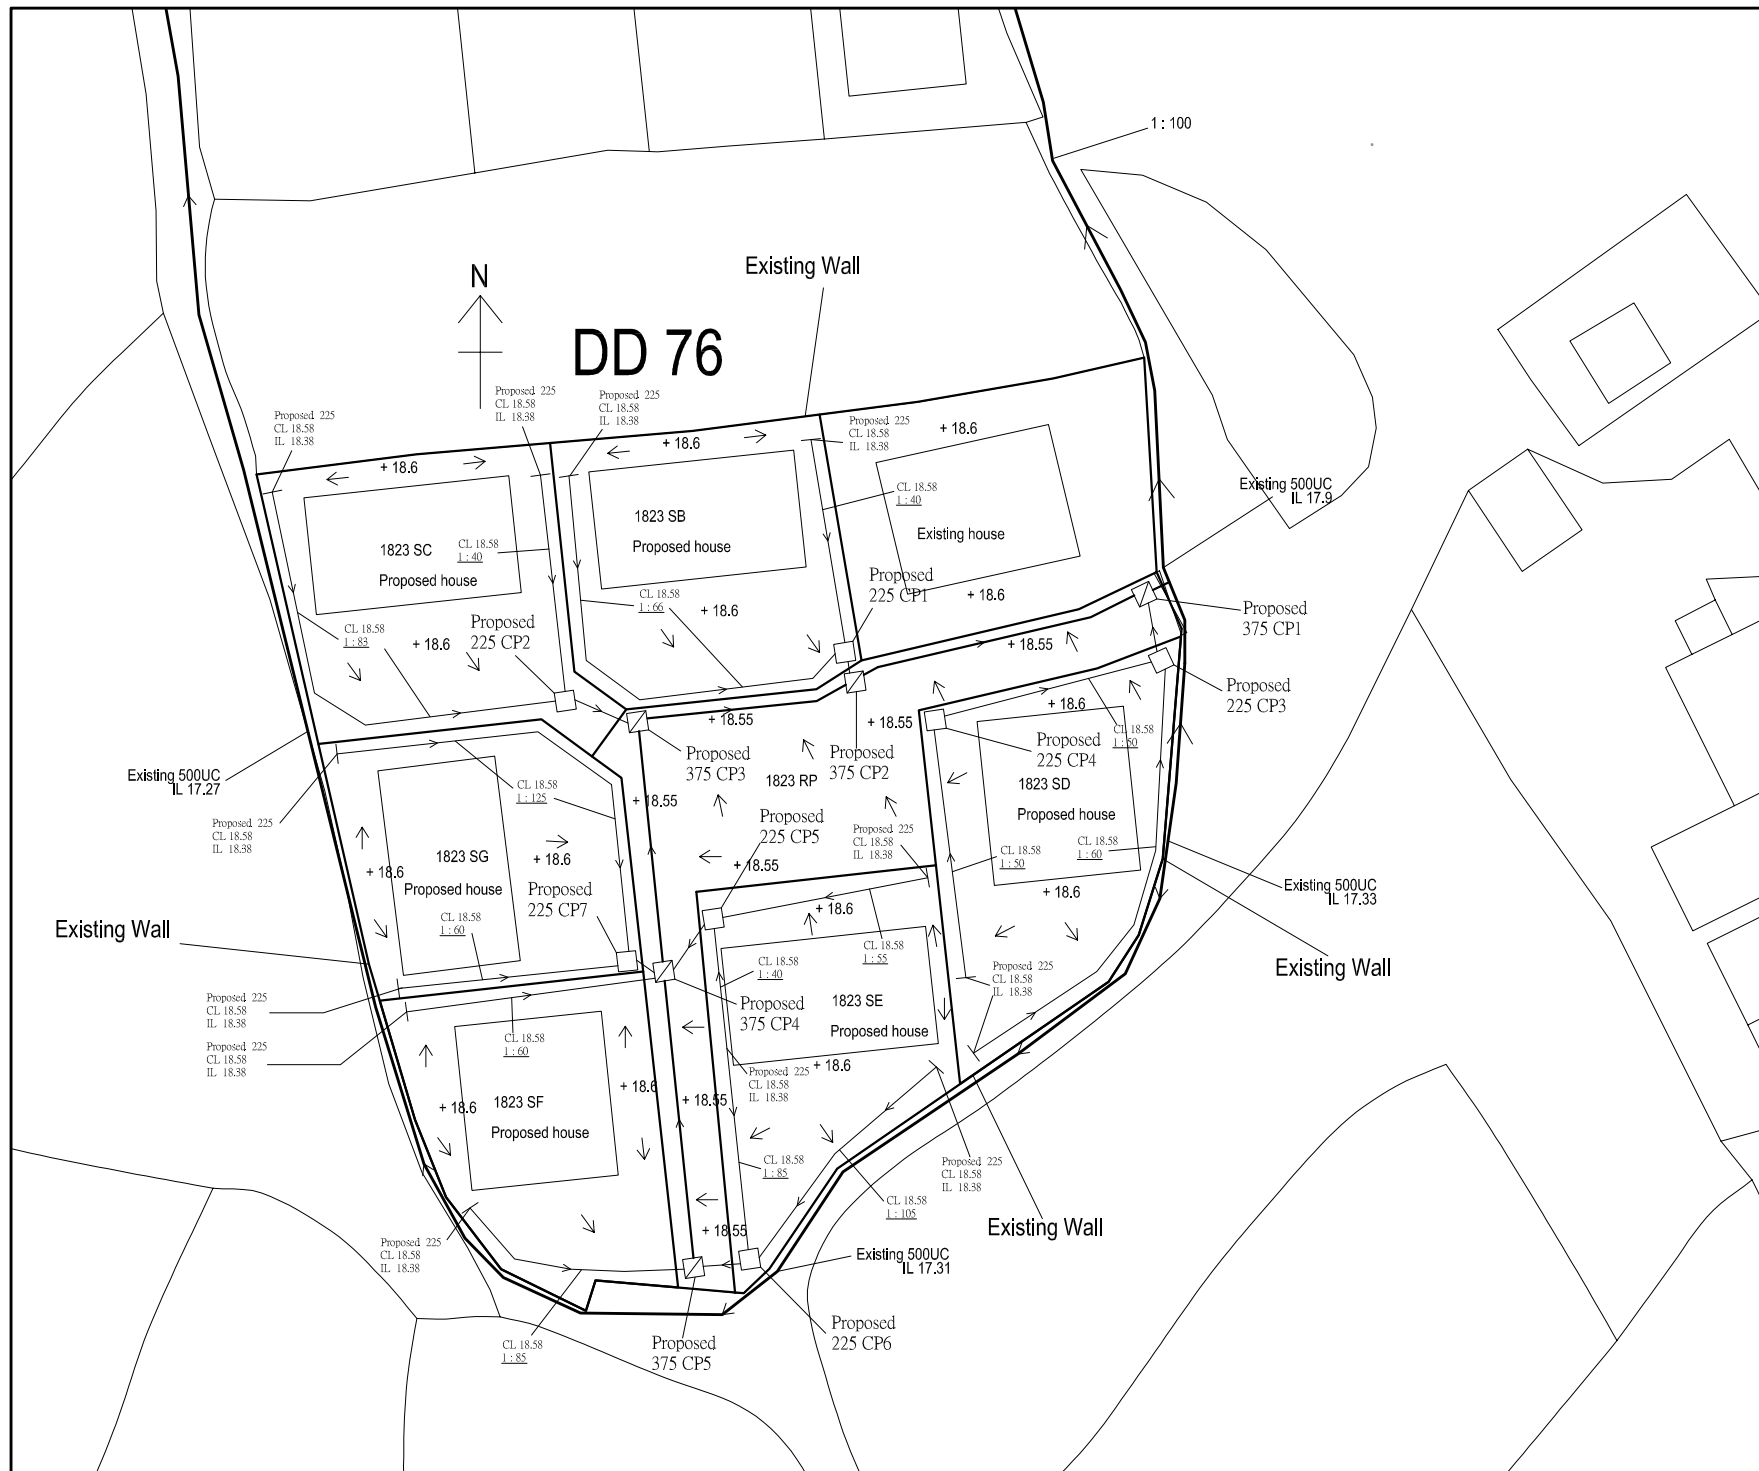 1 : 100
Existing Wall
N
DD 76
Proposed 225
CL 18.58
IL 18.38
Proposed 225
CL 18.58
IL 18.38
Proposed 225
CL 18.58
IL 18.38
Proposed 225
CL 18.58
IL 18.38
+ 18.6
+ 18.6
+ 18.6
Existing 500UC
IL 17.9
CL 18.58
1 : 40
1823 SB
Proposed house
Existing house
1823 SC
Proposed house
CL 18.58
1 : 40
Proposed
225 CP1
CL 18.58
1 : 66
+ 18.6
+ 18.6
Proposed
375 CP1
CL 18.58
1 : 83
+ 18.6
Proposed
225 CP2
+ 18.55
Proposed
225 CP3
+ 18.55
+ 18.55
+ 18.6
CL 18.58
1 : 50
Proposed
375 CP3
Proposed
375 CP2
1823 RP
Proposed
225 CP4
1823 SD
Proposed house
Existing 500UC
IL 17.27
CL 18.58
1 : 125
+ 18.55
Proposed 225
CL 18.58
IL 18.38
Proposed
225 CP5
Proposed 225
CL 18.58
IL 18.38
CL 18.58
1 : 50
CL 18.58
1 : 60
1823 SG
Proposed house
+ 18.6
+ 18.6
+ 18.55
Proposed
225 CP7
+ 18.6
+ 18.6
Existing 500UC
IL 17.33
Existing Wall
CL 18.58
1 : 60
CL 18.58
1 : 55
CL 18.58
1 : 40
Proposed 225
CL 18.58
IL 18.38
Existing Wall
Proposed 225
CL 18.58
IL 18.38
Proposed
375 CP4
1823 SE
Proposed house
Proposed 225
CL 18.58
IL 18.38
CL 18.58
1 : 60
+ 18.6
Proposed 225
CL 18.58
IL 18.38
+ 18.6
+ 18.6
1823 SF
Proposed house
+ 18.55
CL 18.58
1 : 85
Proposed 225
CL 18.58
IL 18.38
CL 18.58
1 : 105
Existing Wall
Proposed 225
CL 18.58
IL 18.38
+ 18.55
Existing 500UC
IL 17.31
CL 18.58
1 : 85
Proposed
375 CP5
Proposed
225 CP6